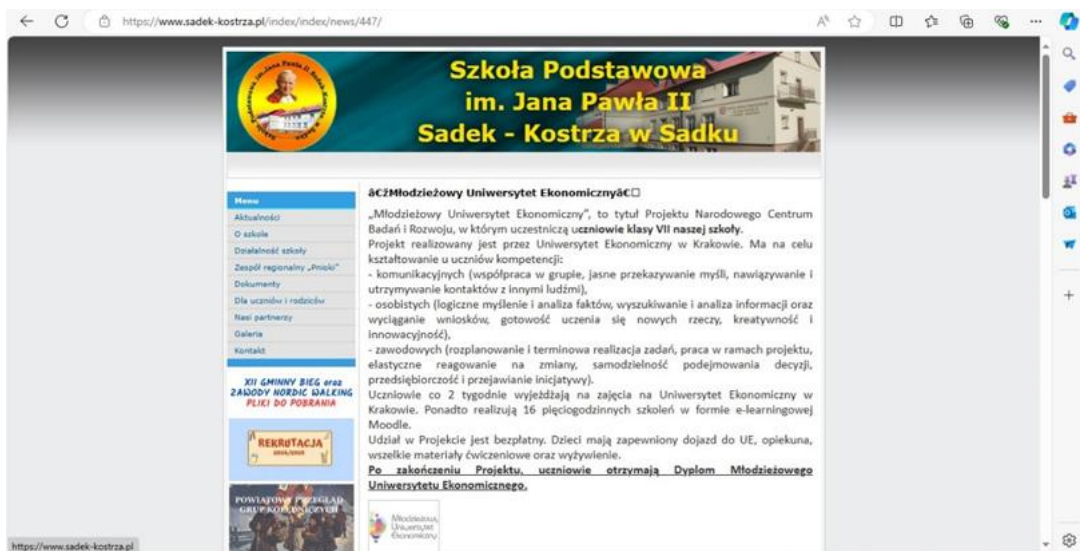 https://www.sadek-kostrza.pl/index/index/news/447/
Szkoła Podstawowa
im. Jana Pawła II
Sadek - Kostrza w Sadku
Menu
Aktualności
O szkole
Działalność szkoły
Zespół regionalny „Pnioki”
Dokumenty
Dla uczniów i rodziców
Nasi partnerzy
Galeria
Kontakt
XII GMINNY BIEG oraz
ZAWODY NORDIC WALKING
PLIKI DO POBRANIA
REKRUTACJA
POWIATOWY PRZEGLĄD
GRUP KOLĘDNICZYCH
â€žMłodzieżowy Uniwersytet Ekonomicznyâ€□
„Młodzieżowy Uniwersytet Ekonomiczny”, to tytuł Projektu Narodowego Centrum
Badań i Rozwoju, w którym uczestniczą uczniowie klasy VII naszej szkoły.
Projekt realizowany jest przez Uniwersytet Ekonomiczny w Krakowie. Ma na celu
kształtowanie u uczniów kompetencji:
- komunikacyjnych (współpraca w grupie, jasne przekazywanie myśli, nawiązywanie i
utrzymywanie kontaktów z innymi ludźmi),
- osobistych (logiczne myślenie i analiza faktów, wyszukiwanie i analiza informacji oraz
wyciąganie wniosków, gotowość uczenia się nowych rzeczy, kreatywność i
innowacyjność),
- zawodowych (rozplanowanie i terminowa realizacja zadań, praca w ramach projektu,
elastyczne reagowanie na zmiany, samodzielność podejmowania decyzji,
przedsiębiorczość i przejawianie inicjatywy).
Uczniowie co 2 tygodnie wyjeżdżają na zajęcia na Uniwersytet Ekonomiczny w
Krakowie. Ponadto realizują 16 pięciogodzinnych szkoleń w formie e-learningowej
Moodle.
Udział w Projekcie jest bezpłatny. Dzieci mają zapewniony dojazd do UE, opiekuna,
wszelkie materiały ćwiczeniowe oraz wyżywienie.
Po zakończeniu Projektu, uczniowie otrzymają Dyplom Młodzieżowego
Uniwersytetu Ekonomicznego.
Młodzieżowy
Uniwersytet
Ekonomiczny
https://www.sadek-kostrza.pl